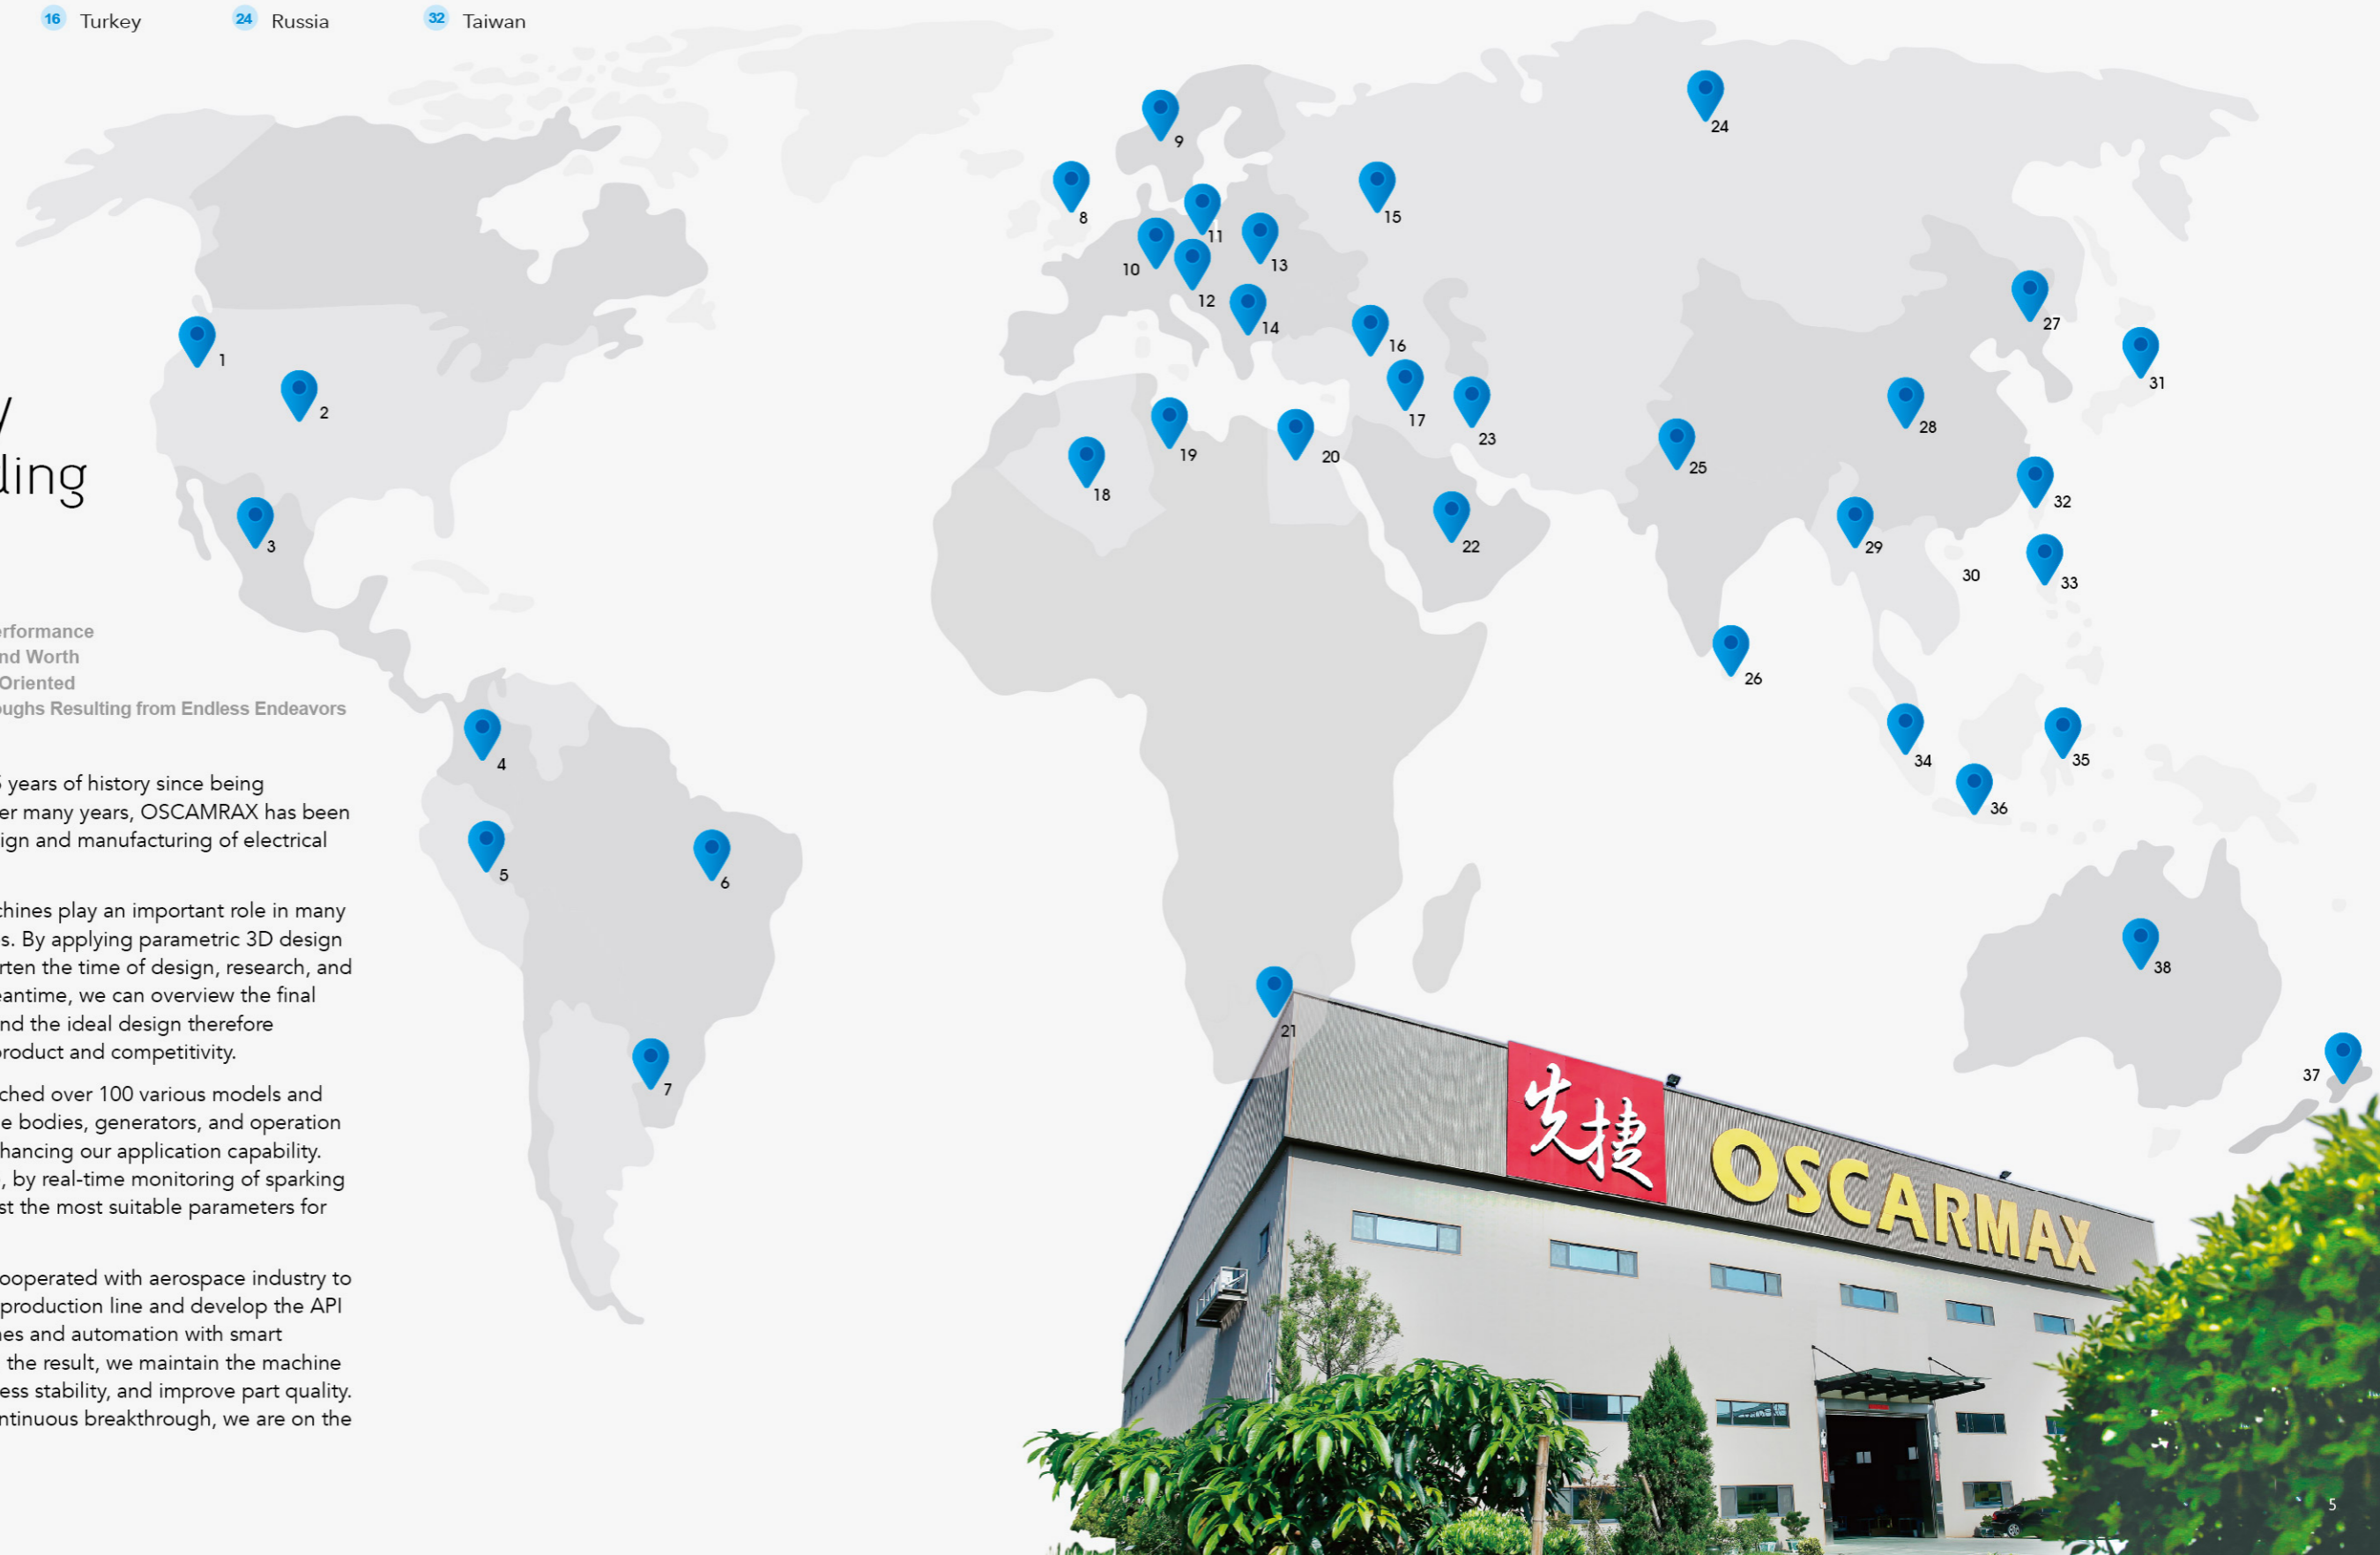 16 Turkey
24 Russia
32 Taiwan
24
9
8
15
11
10
13
12
14
27
1
16
31
2
17
28
23
19
20
25
18
32
3
22
29
30
33
26
4
34
35
36
5
6
38
21
37
7
ling
erformance
nd Worth
Oriented
oughs Resulting from Endless Endeavors
years of history since being
er many years, OSCAMRAX has been
ign and manufacturing of electrical
chines play an important role in many
s. By applying parametric 3D design
rten the time of design, research, and
eantime, we can overview the final
nd the ideal design therefore
product and competitivity.
ched over 100 various models and
e bodies, generators, and operation
hancing our application capability.
, by real-time monitoring of sparking
st the most suitable parameters for
ooperated with aerospace industry to
production line and develop the API
nes and automation with smart
the result, we maintain the machine
ess stability, and improve part quality.
ntinuous breakthrough, we are on the
先捷 OSCARMAX
5